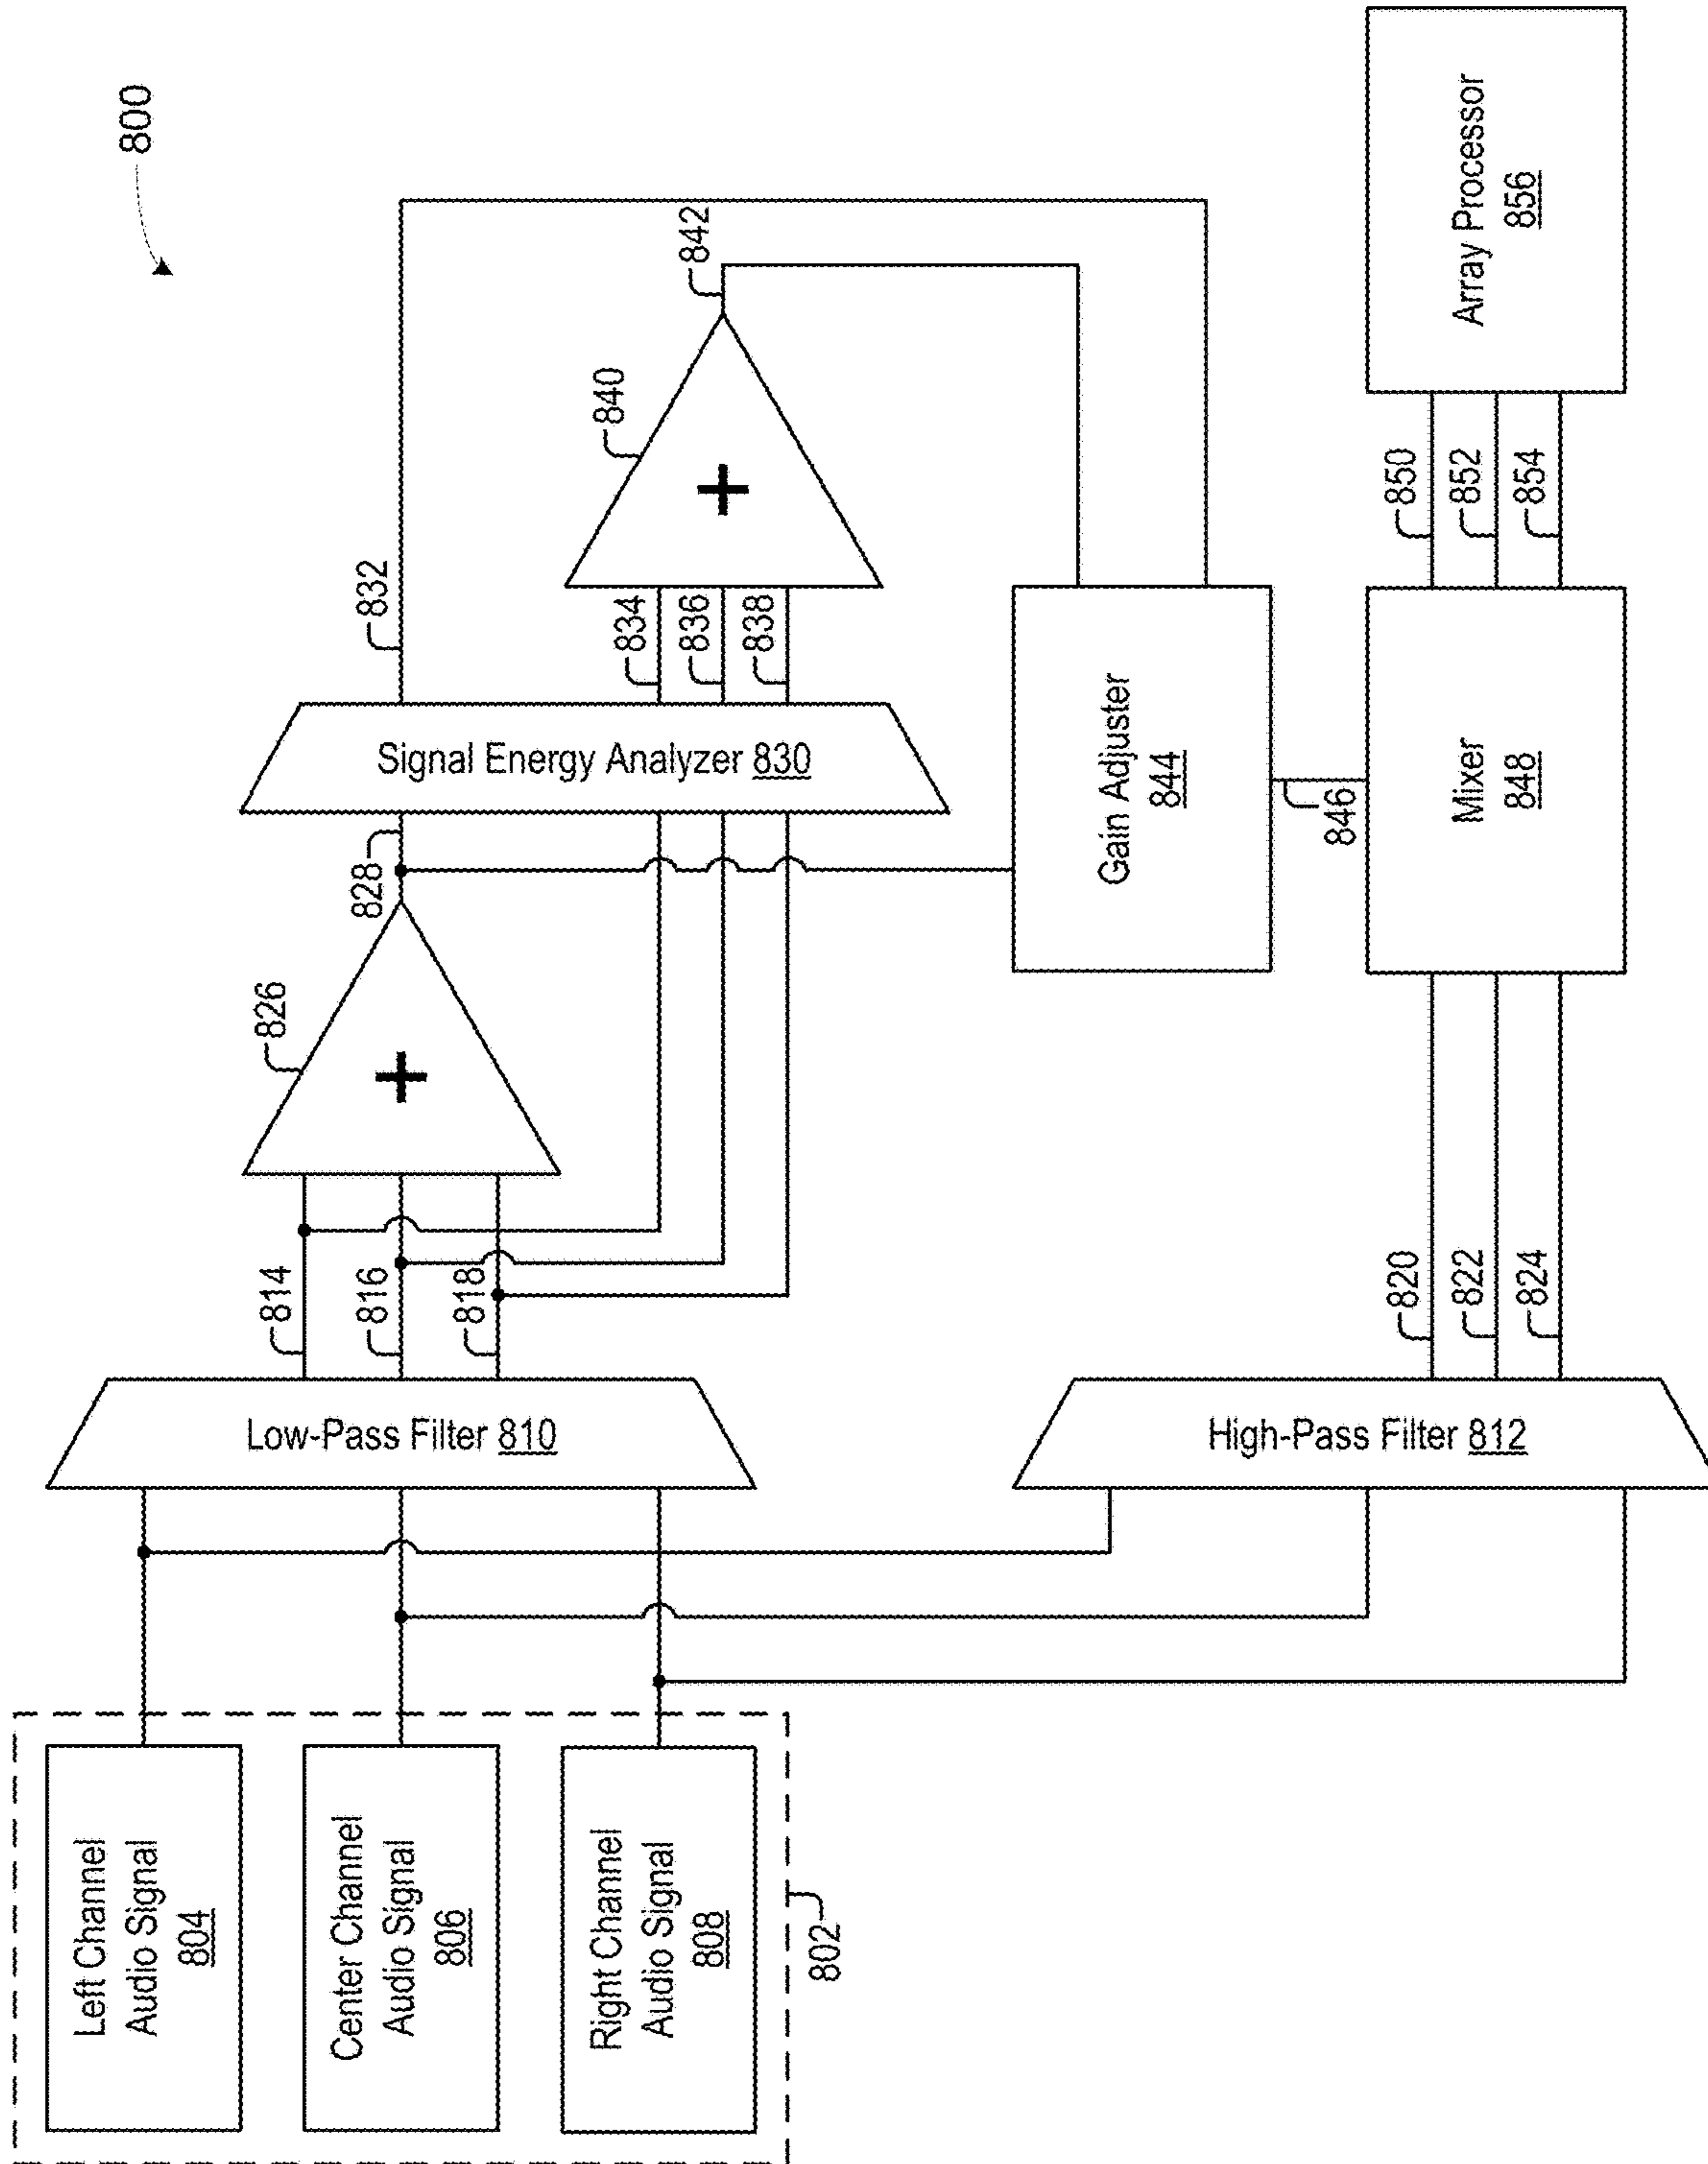 800
Left Channel
Audio Signal
804
Center Channel
Audio Signal
806
Right Channel
Audio Signal
808
802
Low-Pass Filter 810
High-Pass Filter 812
814
816
818
820
822
824
826
828
Signal Energy Analyzer 830
832
834
836
838
840
842
Gain Adjuster
844
846
Mixer
848
850
852
854
Array Processor
856